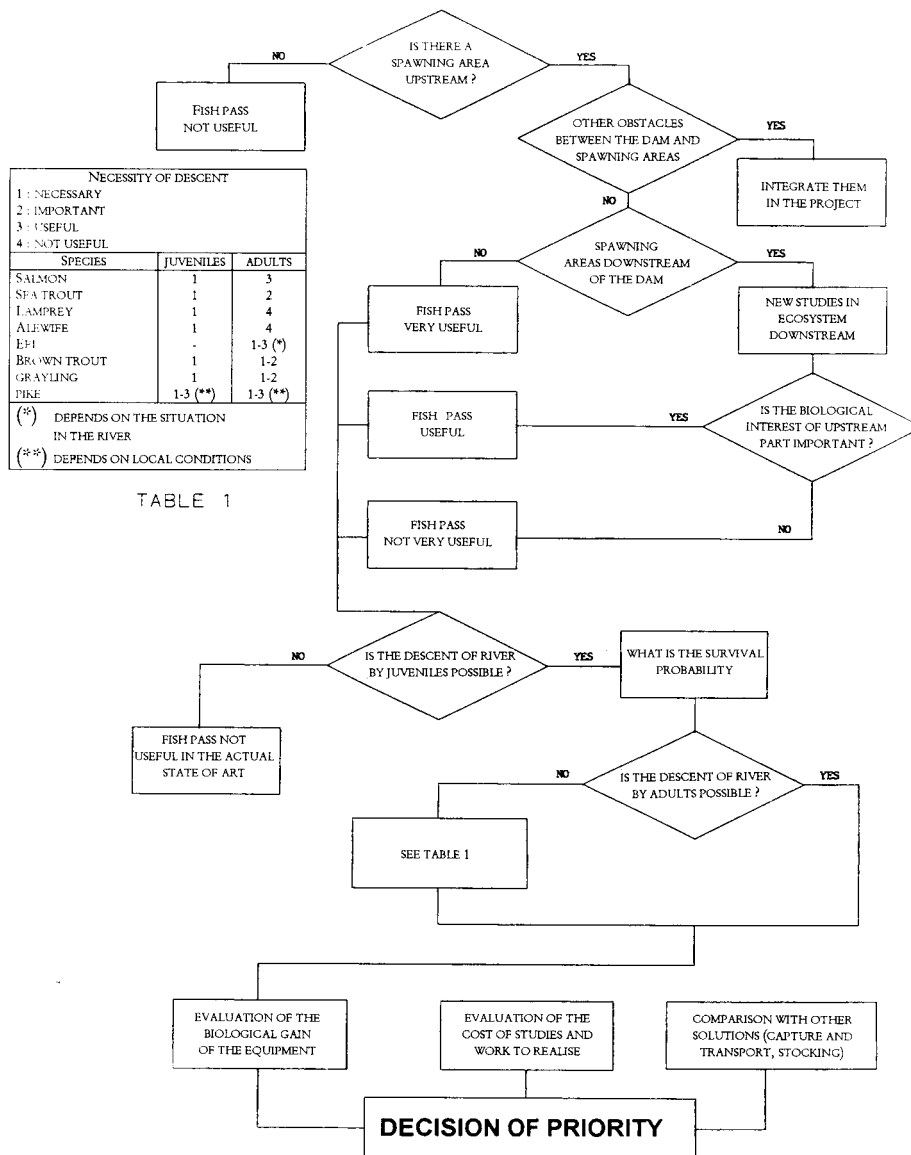 IS THERE A
SPAWNING AREA
UPSTREAM ?
NO
YES
FISH PASS
NOT USEFUL
OTHER OBSTACLES
BETWEEN THE DAM AND
SPAWNING AREAS
YES
INTEGRATE THEM
IN THE PROJECT
NO
NECESSITY OF DESCENT
1 : NECESSARY
2 : IMPORTANT
3 : USEFUL
4 : NOT USEFUL
SPECIES JUVENILES ADULTS
SALMON 1 3
SEA TROUT 1 2
LAMPREY 1 4
ALEWIFE 1 4
EEL - 1-3 (*)
BROWN TROUT 1 1-2
GRAYLING 1 1-2
PIKE 1-3 (**) 1-3 (**)
(*) DEPENDS ON THE SITUATION
IN THE RIVER
(**) DEPENDS ON LOCAL CONDITIONS
TABLE 1
SPAWNING
AREAS DOWNSTREAM
OF THE DAM
NO
YES
FISH PASS
VERY USEFUL
NEW STUDIES IN
ECOSYSTEM
DOWNSTREAM
IS THE BIOLOGICAL
INTEREST OF UPSTREAM
PART IMPORTANT ?
YES
FISH PASS
USEFUL
NO
FISH PASS
NOT VERY USEFUL
IS THE DESCENT OF RIVER
BY JUVENILES POSSIBLE ?
NO
YES
WHAT IS THE SURVIVAL
PROBABILITY
FISH PASS NOT
USEFUL IN THE ACTUAL
STATE OF ART
IS THE DESCENT OF RIVER
BY ADULTS POSSIBLE ?
NO
YES
SEE TABLE 1
EVALUATION OF THE
BIOLOGICAL GAIN
OF THE EQUIPMENT
EVALUATION OF THE
COST OF STUDIES AND
WORK TO REALISE
COMPARISON WITH OTHER
SOLUTIONS (CAPTURE AND
TRANSPORT, STOCKING)
DECISION OF PRIORITY